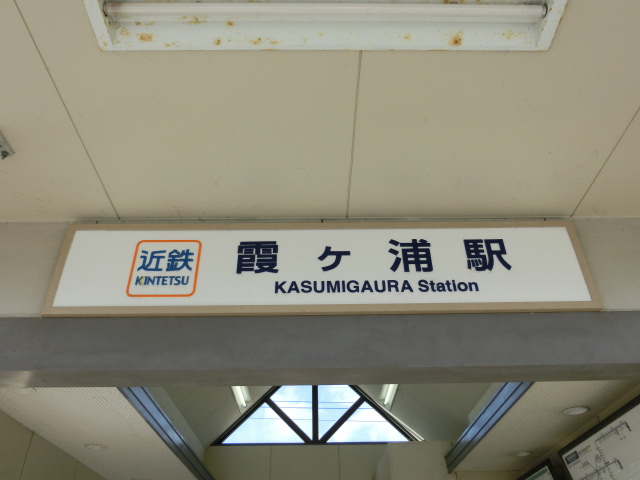 近鉄
KINTETSU
霞ヶ浦駅
KASUMIGAURA Station